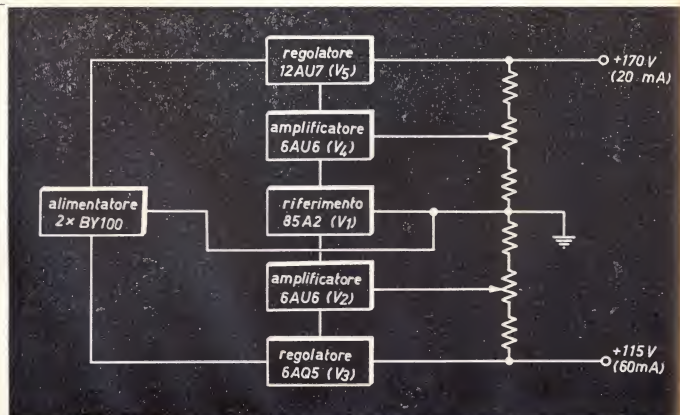 regolatore
12AU7 (V5)
+170 V
(20 mA)
amplificatore
6AU6 (V4)
alimentatore
2× BY100
riferimento
85A2 (V1)
amplificatore
6AU6 (V2)
regolatore
6AQ5 (V3)
+115 V
(60mA)